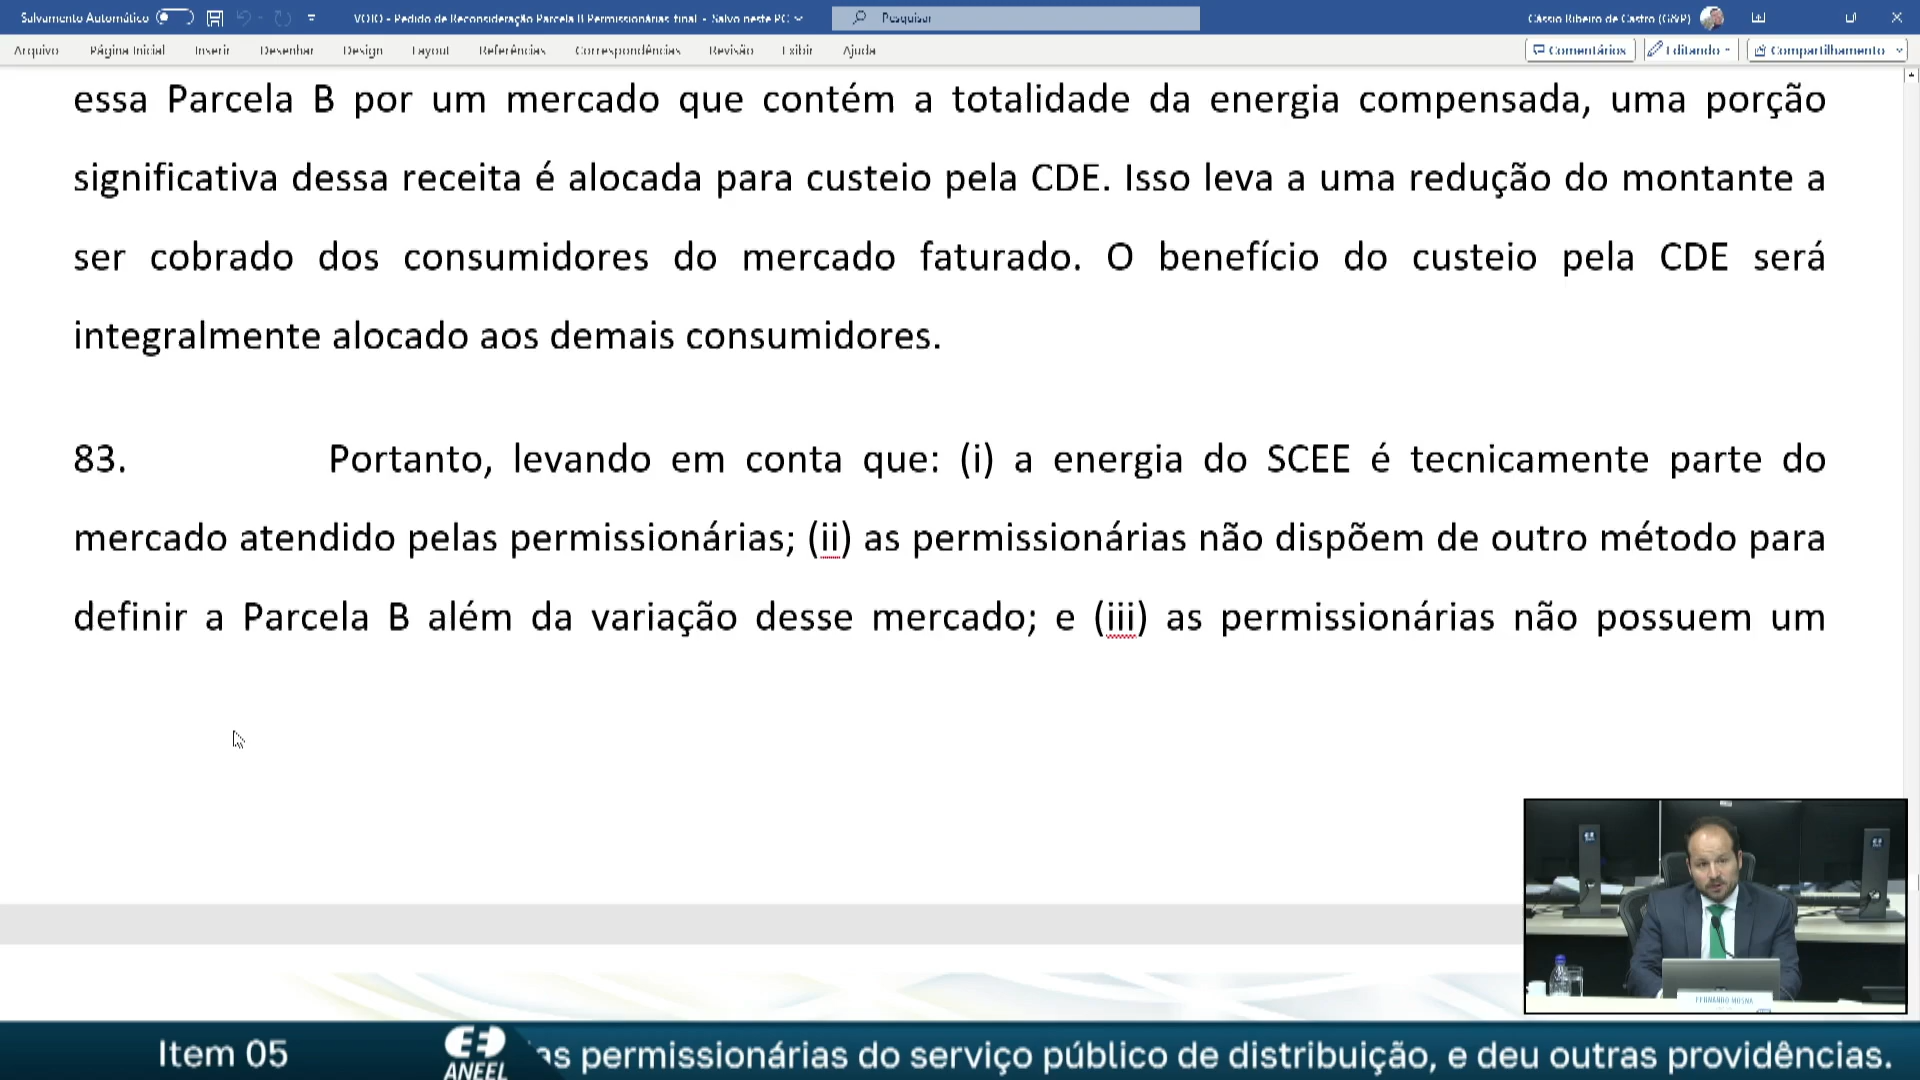 Salvamento Automático
VOTO - Pedido de Reconsideração Parcela B Permissionárias_final - Salvo neste PC
Pesquisar
Cássio Ribeiro de Castro (G&P)
Arquivo Página Inicial Inserir Desenhar Design Layout Referências Correspondências Revisão Exibir Ajuda
Comentários Editando Compartilhamento
essa Parcela B por um mercado que contém a totalidade da energia compensada, uma porção
significativa dessa receita é alocada para custeio pela CDE. Isso leva a uma redução do montante a
ser cobrado dos consumidores do mercado faturado. O benefício do custeio pela CDE será
integralmente alocado aos demais consumidores.
83. Portanto, levando em conta que: (i) a energia do SCEE é tecnicamente parte do
mercado atendido pelas permissionárias; (ii) as permissionárias não dispõem de outro método para
definir a Parcela B além da variação desse mercado; e (iii) as permissionárias não possuem um
FERNANDO MOSNA
Item 05
ANEEL
as permissionárias do serviço público de distribuição, e deu outras providências.